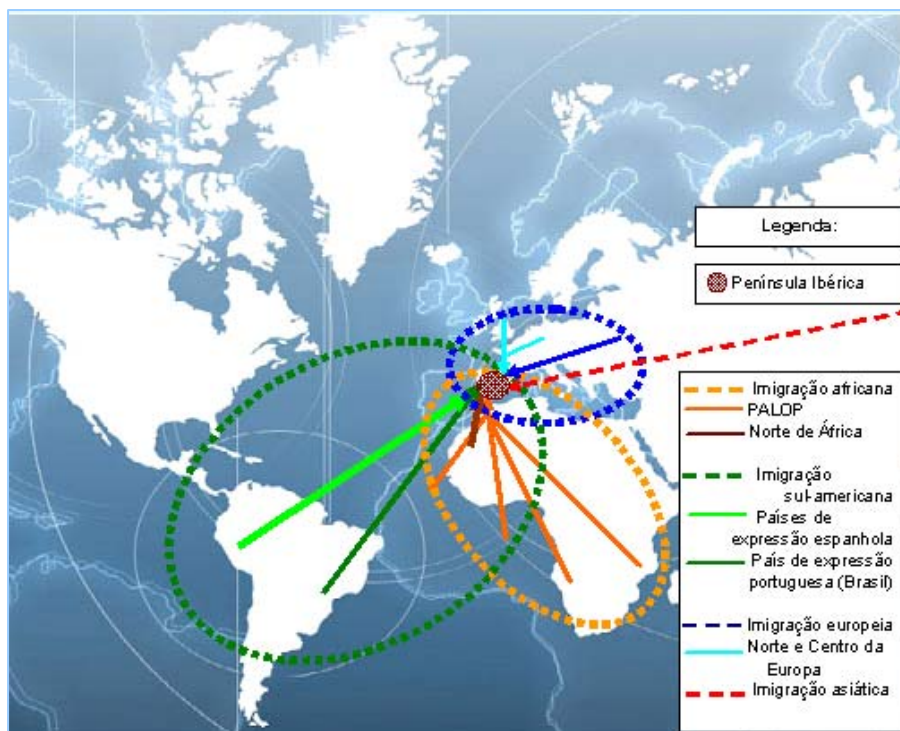 Legenda:
Península Ibérica
Imigração africana
PALOP
Norte de África
Imigração
sul-americana
Países de
expressão espanhola
País de expressão
portuguesa (Brasil)
Imigração europeia
Norte e Centro da
Europa
Imigração asiática